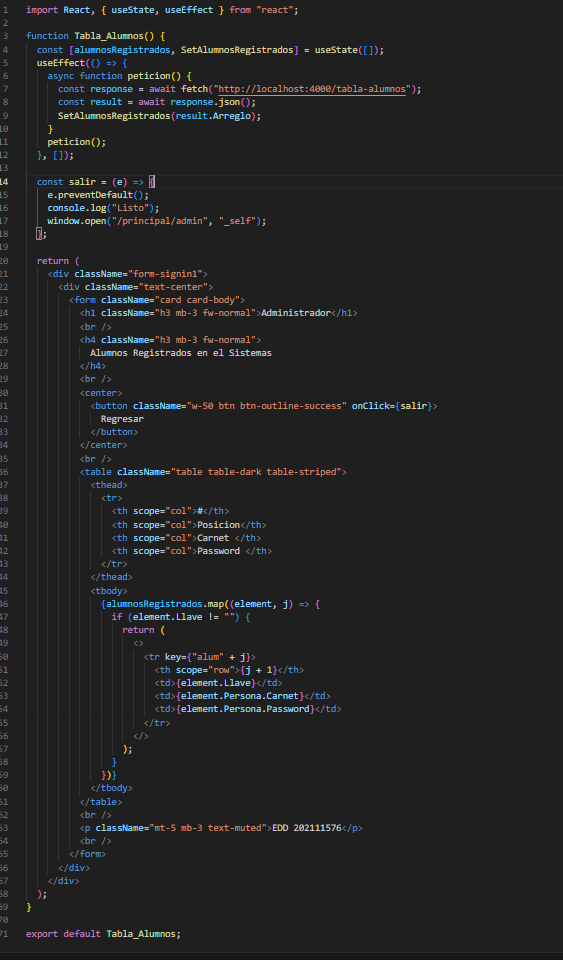 1 import React, { useState, useEffect } from "react";
2
3 function Tabla_Alumnos() {
4 const [alumnosRegistrados, SetAlumnosRegistrados] = useState([]);
5 useEffect(() => {
6 async function peticion() {
7 const response = await fetch("http://localhost:4000/tabla-alumnos");
8 const result = await response.json();
9 SetAlumnosRegistrados(result.Arreglo);
10 }
11 peticion();
12 }, []);
13
14 const salir = (e) => {
15 e.preventDefault();
16 console.log("Listo");
17 window.open("/principal/admin", "_self");
18 };
19
20 return (
21 <div className="form-signin1">
22 <div className="text-center">
23 <form className="card card-body">
24 <h1 className="h3 mb-3 fw-normal">Administrador</h1>
25 <br />
26 <h4 className="h3 mb-3 fw-normal">
27 Alumnos Registrados en el Sistemas
28 </h4>
29 <br />
30 <center>
31 <button className="w-50 btn btn-outline-success" onClick={salir}>
32 Regresar
33 </button>
34 </center>
35 <br />
36 <table className="table table-dark table-striped">
37 <thead>
38 <tr>
39 <th scope="col">#</th>
40 <th scope="col">Posicion</th>
41 <th scope="col">Carnet </th>
42 <th scope="col">Password </th>
43 </tr>
44 </thead>
45 <tbody>
46 {alumnosRegistrados.map((element, j) => {
47 if (element.Llave != "") {
48 return (
49 <>
50 <tr key={"alum" + j}>
51 <th scope="row">{j + 1}</th>
52 <td>{element.Llave}</td>
53 <td>{element.Persona.Carnet}</td>
54 <td>{element.Persona.Password}</td>
55 </tr>
56 </>
57 );
58 }
59 })}
60 </tbody>
61 </table>
62 <br />
63 <p className="mt-5 mb-3 text-muted">EDD 202111576</p>
64 <br />
65 </form>
66 </div>
67 </div>
68 );
69 }
70
71 export default Tabla_Alumnos;